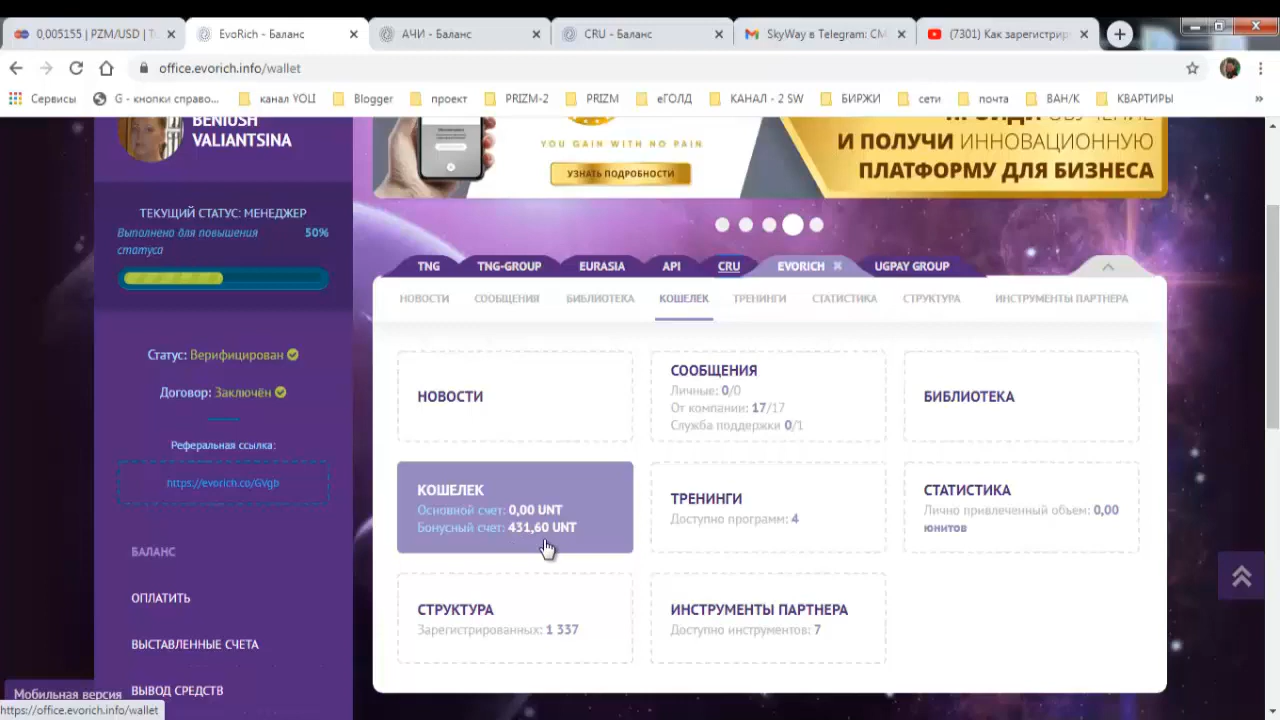 0,005155 | PZM/USD | T
EvoRich - Баланс
АЧИ - Баланс
CRU - Баланс
SkyWay в Telegram: СМ
(7301) Как зарегистрир
office.evorich.info/wallet
Сервисы
G - кнопки справо...
канал YOLI
Blogger
проект
PRIZM-2
PRIZM
еГОЛД
КАНАЛ - 2 SW
БИРЖИ
сети
почта
ВАН/К
КВАРТИРЫ
»
BENIUSH
VALIANTSINA
YOU GAIN WITH NO PAIN
УЗНАТЬ ПОДРОБНОСТИ
И ПОЛУЧИ ИННОВАЦИОННУЮ
ПЛАТФОРМУ ДЛЯ БИЗНЕСА
ТЕКУЩИЙ СТАТУС: МЕНЕДЖЕР
Выполнено для повышения
статуса
50%
TNG
TNG-GROUP
EURASIA
API
CRU
EVORICH
UGPAY GROUP
НОВОСТИ
СООБЩЕНИЯ
БИБЛИОТЕКА
КОШЕЛЕК
ТРЕНИНГИ
СТАТИСТИКА
СТРУКТУРА
ИНСТРУМЕНТЫ ПАРТНЕРА
Статус: Верифицирован
Договор: Заключён
Реферальная ссылка:
https://evorich.co/GVgb
БАЛАНС
ОПЛАТИТЬ
ВЫСТАВЛЕННЫЕ СЧЕТА
ВЫВОД СРЕДСТВ
НОВОСТИ
СООБЩЕНИЯ
Личные: 0/0
От компании: 17/17
Служба поддержки 0/1
БИБЛИОТЕКА
КОШЕЛЕК
Основной счет: 0,00 UNT
Бонусный счет: 431,60 UNT
ТРЕНИНГИ
Доступно программ: 4
СТАТИСТИКА
Лично привлеченный объем: 0,00
юнитов
СТРУКТУРА
Зарегистрированных: 1 337
ИНСТРУМЕНТЫ ПАРТНЕРА
Доступно инструментов: 7
Мобильная версия
https://office.evorich.info/wallet